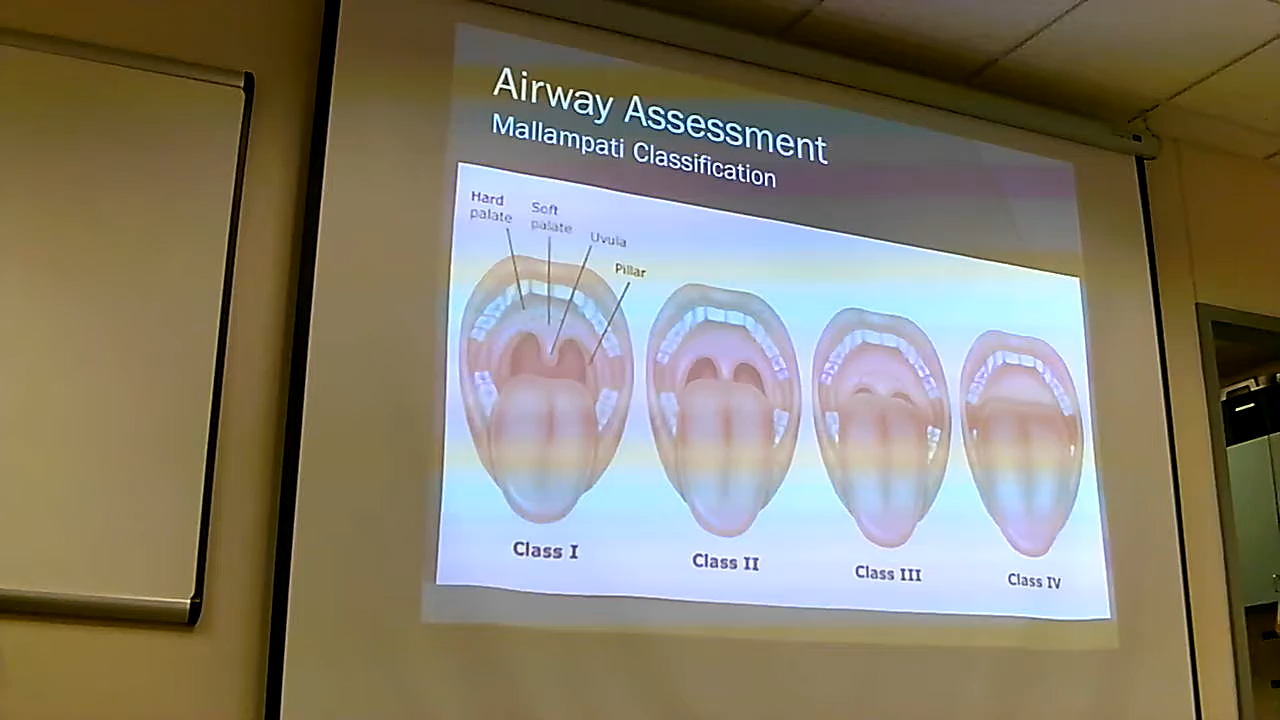 Airway Assessment
Mallampati Classification
Hard
palate
Soft
palate
Uvula
Pillar
Class I
Class II
Class III
Class IV